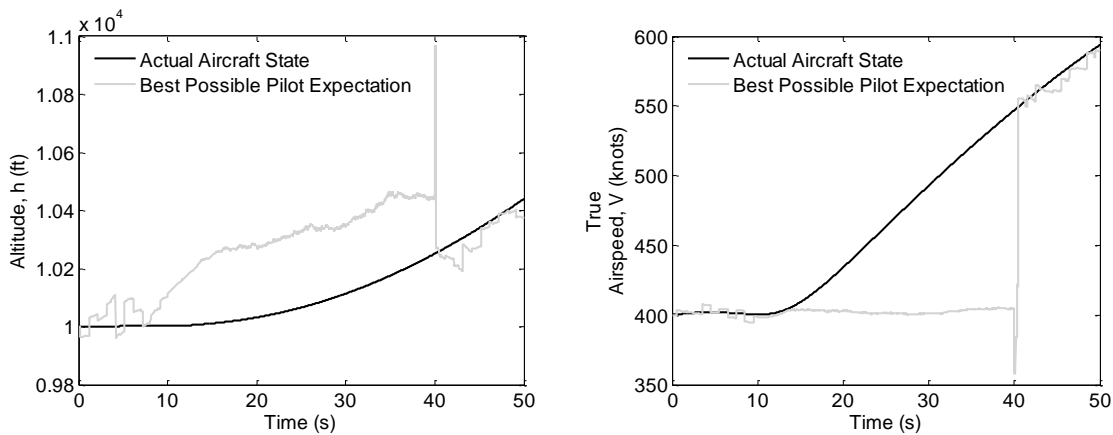 x 10^4
1.1
1.08
1.06
1.04
1.02
1
0.98
Altitude, h (ft)
Actual Aircraft State
Best Possible Pilot Expectation
0 10 20 30 40 50
Time (s)
600
550
500
450
400
350
True
Airspeed, V (knots)
Actual Aircraft State
Best Possible Pilot Expectation
0 10 20 30 40 50
Time (s)